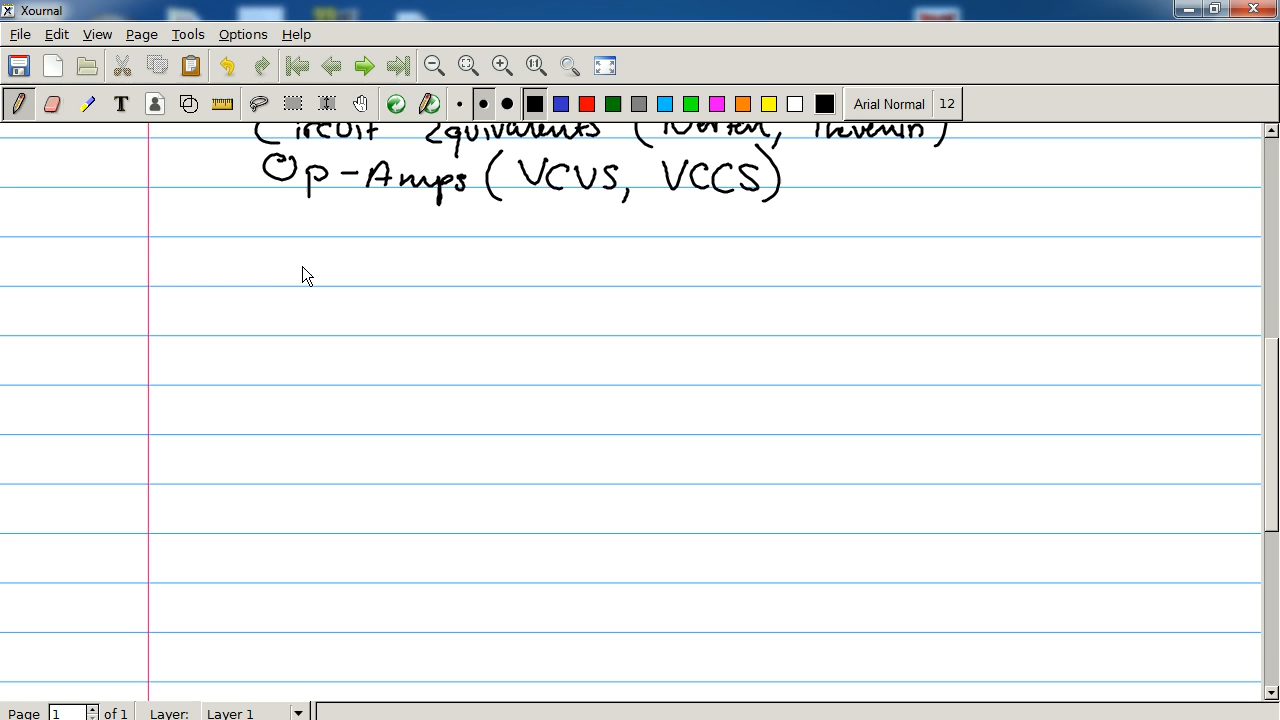 Xournal
File Edit View Page Tools Options Help
T Arial Normal 12
Circuit Equivalents (Norton, Thevenin)
Op-Amps (VCVS, VCCS)
Page 1 of 1 Layer: Layer 1